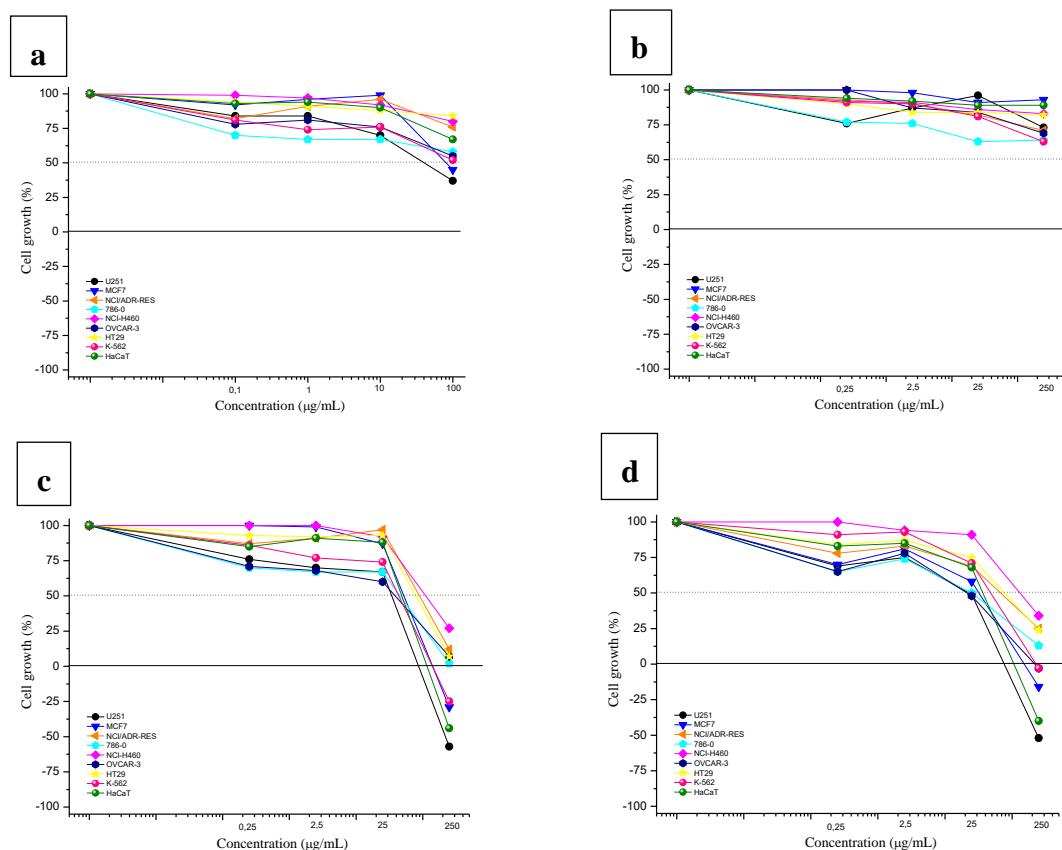 a
100
75
50
25
0
-25
-50
-75
-100
Cell growth (%)
U251
MCF7
NCI/ADR-RES
786-0
NCI-H460
OVCAR-3
HT29
K-562
HaCaT
0,1 1 10 100
Concentration (µg/mL)
b
100
75
50
25
0
-25
-50
-75
-100
Cell growth (%)
U251
MCF7
NCI/ADR-RES
786-0
NCI-H460
OVCAR-3
HT29
K-562
HaCaT
0,25 2,5 25 250
Concentration (µg/mL)
c
100
75
50
25
0
-25
-50
-75
-100
Cell growth (%)
U251
MCF7
NCI/ADR-RES
786-0
NCI-H460
OVCAR-3
HT29
K-562
HaCaT
0,25 2,5 25 250
Concentration (µg/mL)
d
100
75
50
25
0
-25
-50
-75
-100
Cell growth (%)
U251
MCF7
NCI/ADR-RES
786-0
NCI-H460
OVCAR-3
HT29
K-562
HaCaT
0,25 2,5 25 250
Concentration (µg/mL)